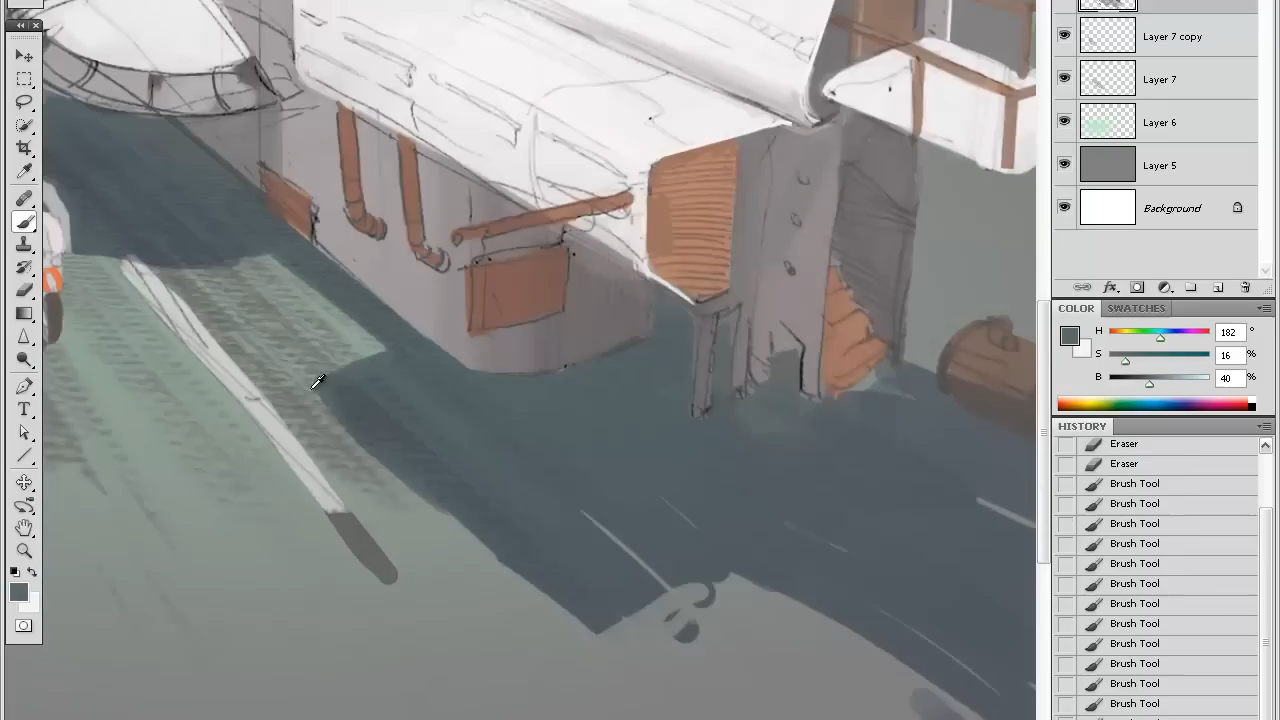 Layer 7 copy
Layer 7
Layer 6
Layer 5
Background
COLOR SWATCHES
H 182 °
S 16 %
B 40 %
HISTORY
Eraser
Eraser
Brush Tool
Brush Tool
Brush Tool
Brush Tool
Brush Tool
Brush Tool
Brush Tool
Brush Tool
Brush Tool
Brush Tool
Brush Tool
Brush Tool